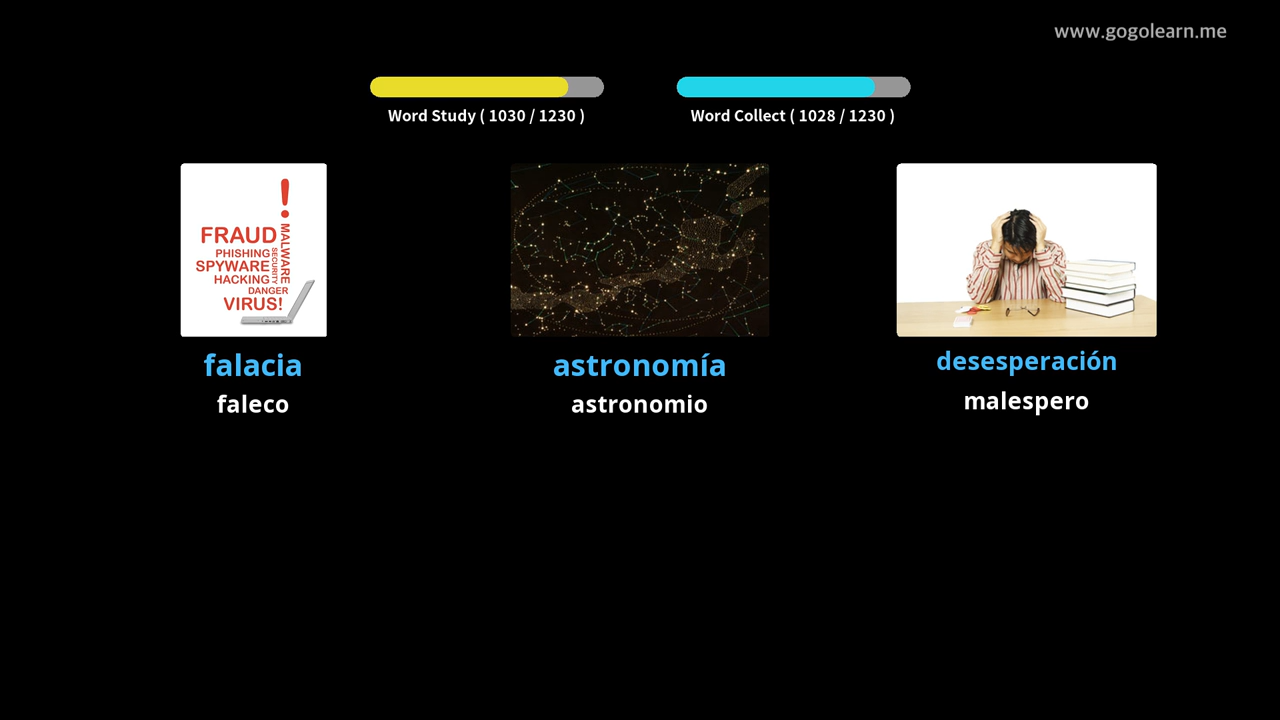 www.gogolearn.me
Word Study ( 1030 / 1230 )
Word Collect ( 1028 / 1230 )
!
FRAUD
MALWARE
PHISHING
SECURITY
SPYWARE
HACKING
DANGER
VIRUS!
falacia
faleco
astronomía
astronomio
desesperación
malespero